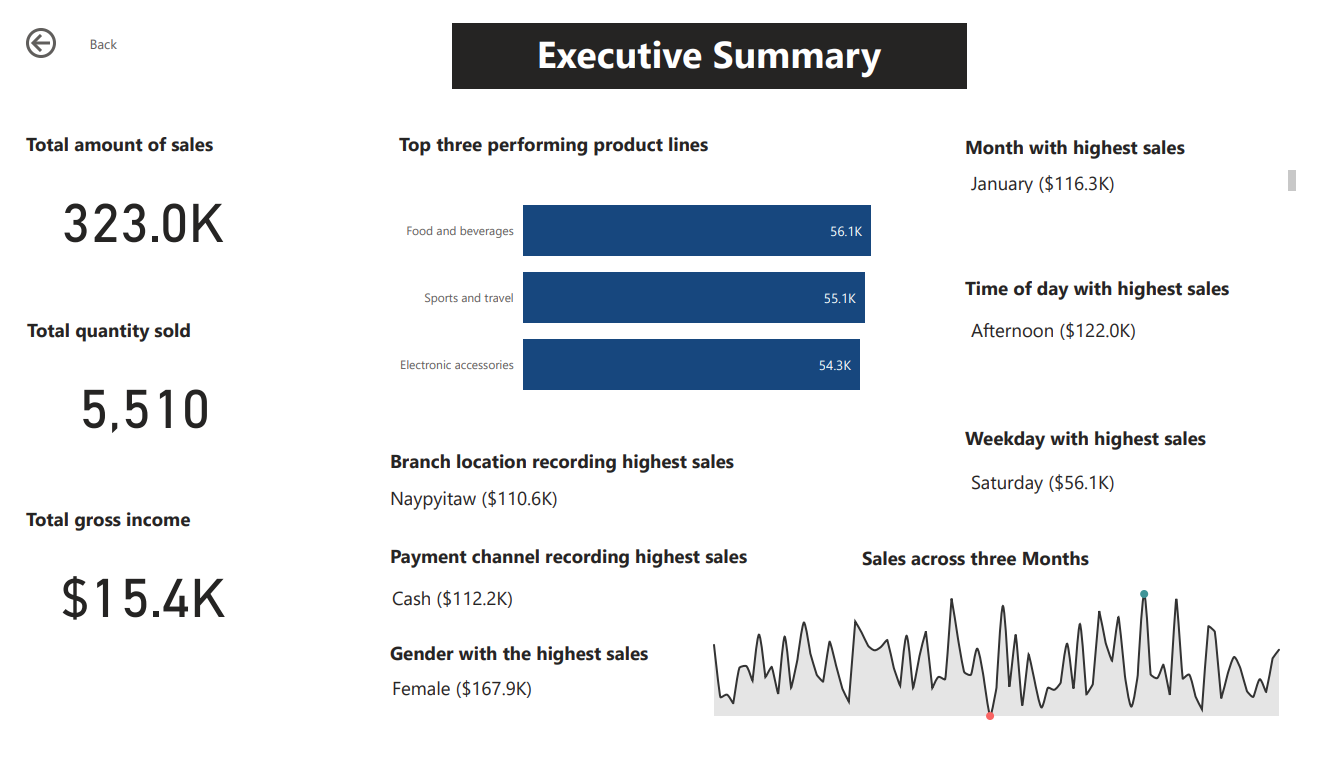 Back
Executive Summary
Total amount of sales
323.0K
Total quantity sold
5,510
Total gross income
$15.4K
Top three performing product lines
Food and beverages 56.1K
Sports and travel 55.1K
Electronic accessories 54.3K
Branch location recording highest sales
Naypyitaw ($110.6K)
Payment channel recording highest sales
Cash ($112.2K)
Gender with the highest sales
Female ($167.9K)
Month with highest sales
January ($116.3K)
Time of day with highest sales
Afternoon ($122.0K)
Weekday with highest sales
Saturday ($56.1K)
Sales across three Months